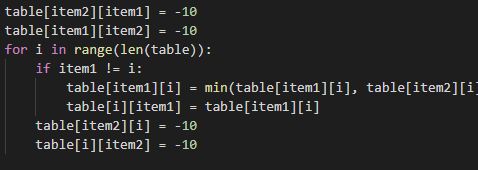 table[item2][item1] = -10
table[item1][item2] = -10
for i in range(len(table)):
    if item1 != i:
        table[item1][i] = min(table[item1][i], table[item2][i]
        table[i][item1] = table[item1][i]
    table[item2][i] = -10
    table[i][item2] = -10